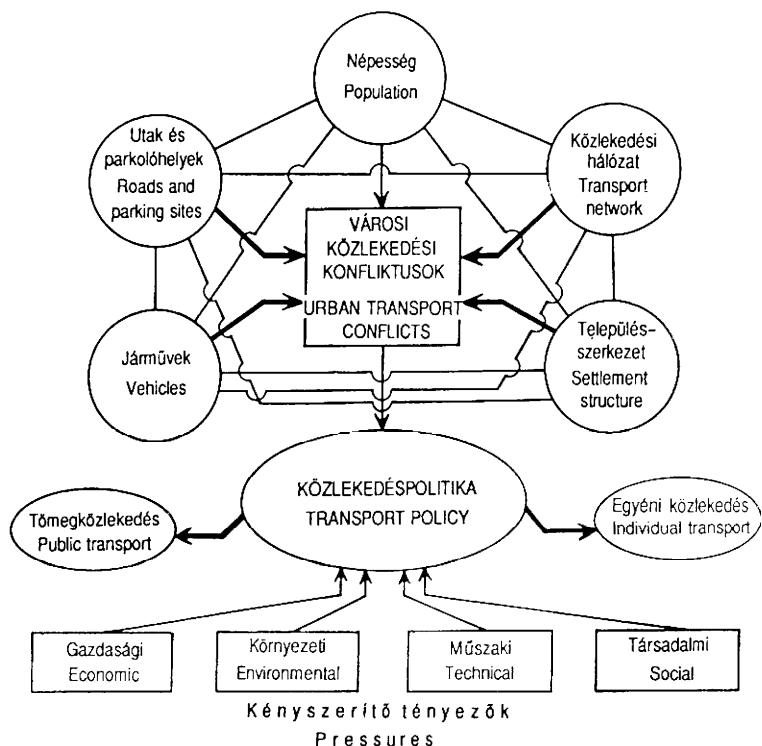 Népesség
Population
Utak és
parkolóhelyek
Roads and
parking sites
Közlekedési
hálózat
Transport
network
VÁROSI
KÖZLEKEDÉSI
KONFLIKTUSOK
URBAN TRANSPORT
CONFLICTS
Járművek
Vehicles
Település-
szerkezet
Settlement
structure
KÖZLEKEDÉSPOLITIKA
TRANSPORT POLICY
Tömegközlekedés
Public transport
Egyéni közlekedés
Individual transport
Gazdasági
Economic
Környezeti
Environmental
Műszaki
Technical
Társadalmi
Social
Kényszerítő tényezők
Pressures